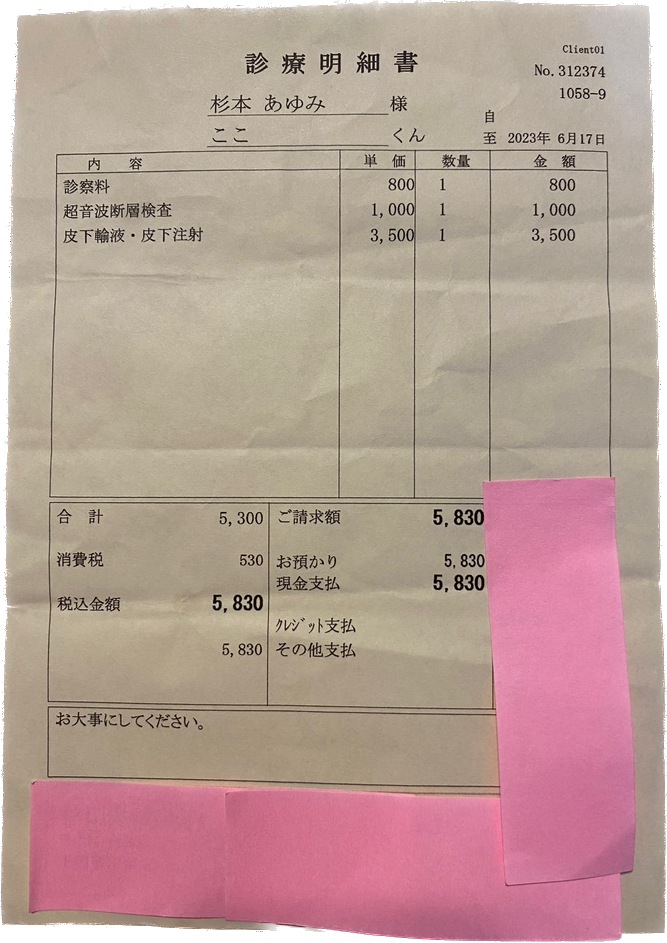 Client01
診療明細書
No.312374
1058-9
杉本 あゆみ 様
ここ くん
自
至 2023年 6月17日
内 容 単 価 数量 金 額
診察料 800 1 800
超音波断層検査 1,000 1 1,000
皮下輸液・皮下注射 3,500 1 3,500
合 計 5,300 ご請求額 5,830
消費税 530 お預かり 5,830
現金支払 5,830
税込金額 5,830
ｸﾚｼﾞｯﾄ支払
5,830 その他支払
お大事にしてください。